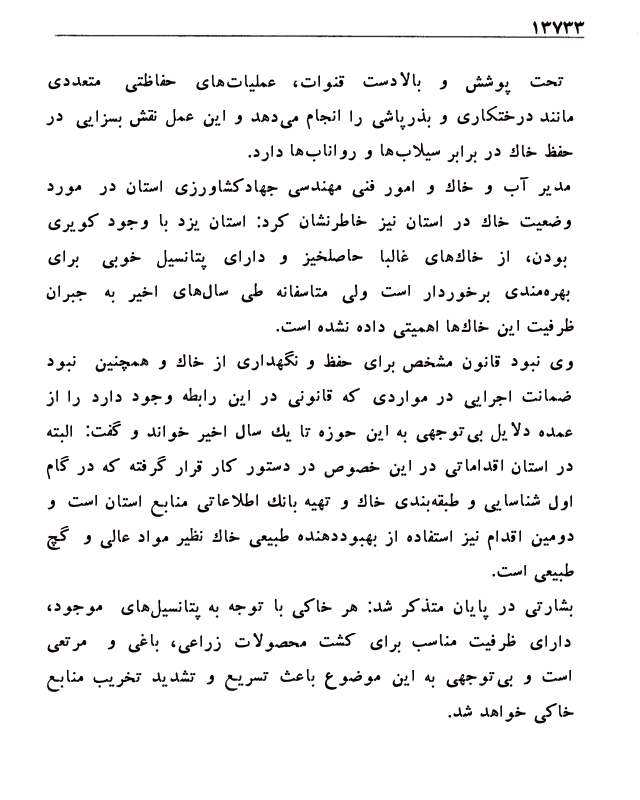 ۱۳۷۳۳
تحت پوشش و بالادست قنوات، عملیات‌های حفاظتی متعددی
مانند درختکاری و بذرپاشی را انجام می‌دهد و این عمل نقش بسزایی در
حفظ خاك در برابر سیلاب‌ها و رواناب‌ها دارد.
مدیر آب و خاك و امور فنی مهندسی جهادکشاورزی استان در مورد
وضعیت خاك در استان نیز خاطرنشان کرد: استان یزد با وجود کویری
بودن، از خاك‌های غالبا حاصلخیز و دارای پتانسیل خوبی برای
بهره‌مندی برخوردار است ولی متاسفانه طی سال‌های اخیر به جبران
ظرفیت این خاك‌ها اهمیتی داده نشده است.
وی نبود قانون مشخص برای حفظ و نگهداری از خاك و همچنین نبود
ضمانت اجرایی در مواردی که قانونی در این رابطه وجود دارد را از
عمده دلایل بی‌توجهی به این حوزه تا یك سال اخیر خواند و گفت: البته
در استان اقداماتی در این خصوص در دستور کار قرار گرفته که در گام
اول شناسایی و طبقه‌بندی خاك و تهیه بانك اطلاعاتی منابع استان است و
دومین اقدام نیز استفاده از بهبوددهنده طبیعی خاك نظیر مواد عالی و گچ
طبیعی است.
بشارتی در پایان متذکر شد: هر خاکی با توجه به پتانسیل‌های موجود،
دارای ظرفیت مناسب برای کشت محصولات زراعی، باغی و مرتعی
است و بی‌توجهی به این موضوع باعث تسریع و تشدید تخریب منابع
خاکی خواهد شد.